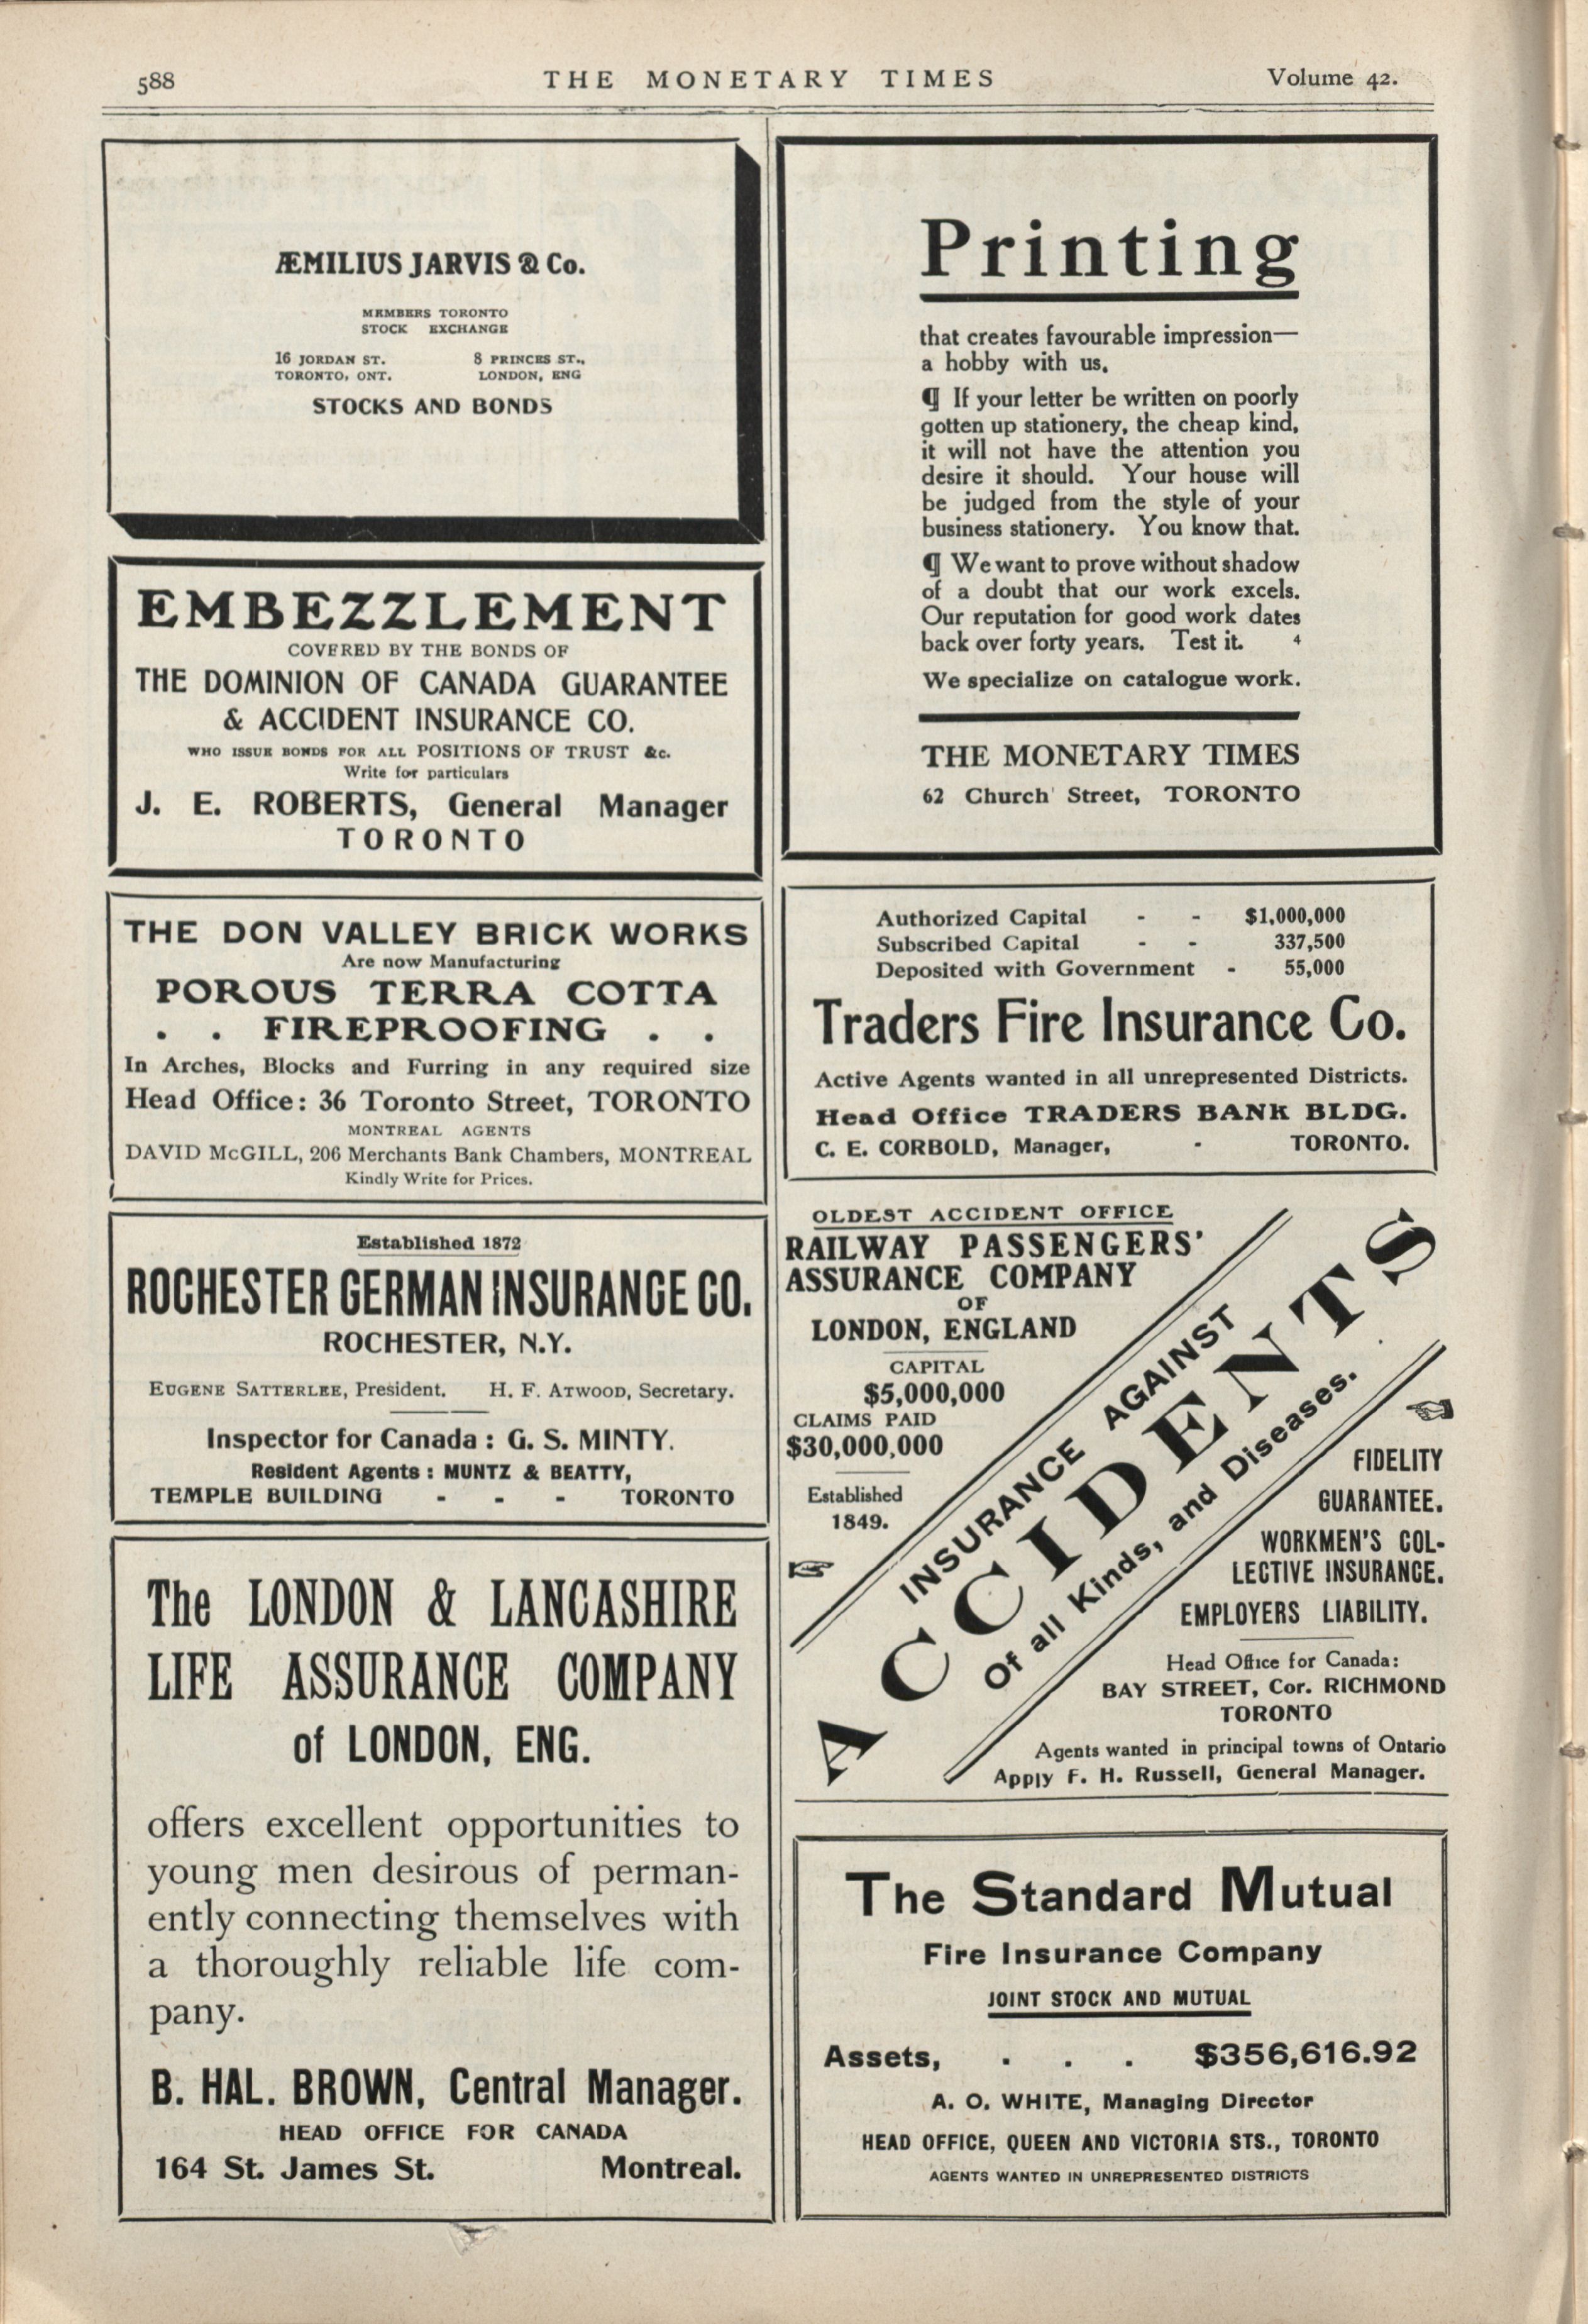 588
THE MONETARY TIMES
Volume 42.
ÆMILIUS JARVIS & Co.
MEMBERS TORONTO
STOCK EXCHANGE
16 JORDAN ST. 8 PRINCES ST.,
TORONTO, ONT. LONDON, ENG
STOCKS AND BONDS
EMBEZZLEMENT
COVERED BY THE BONDS OF
THE DOMINION OF CANADA GUARANTEE
& ACCIDENT INSURANCE CO.
WHO ISSUE BONDS FOR ALL POSITIONS OF TRUST &c.
Write for particulars
J. E. ROBERTS, General Manager
TORONTO
THE DON VALLEY BRICK WORKS
Are now Manufacturing
POROUS TERRA COTTA
. . FIREPROOFING . .
In Arches, Blocks and Furring in any required size
Head Office: 36 Toronto Street, TORONTO
MONTREAL AGENTS
DAVID McGILL, 206 Merchants Bank Chambers, MONTREAL
Kindly Write for Prices.
Established 1872
ROCHESTER GERMAN INSURANCE CO.
ROCHESTER, N.Y.
EUGENE SATTERLEE, President. H. F. ATWOOD, Secretary.
Inspector for Canada : G. S. MINTY.
Resident Agents : MUNTZ & BEATTY,
TEMPLE BUILDING - - - TORONTO
The LONDON & LANCASHIRE
LIFE ASSURANCE COMPANY
of LONDON, ENG.
offers excellent opportunities to
young men desirous of perman-
ently connecting themselves with
a thoroughly reliable life com-
pany.
B. HAL. BROWN, Central Manager.
HEAD OFFICE FOR CANADA
164 St. James St. Montreal.
Printing
that creates favourable impression—
a hobby with us.
¶ If your letter be written on poorly
gotten up stationery, the cheap kind,
it will not have the attention you
desire it should. Your house will
be judged from the style of your
business stationery. You know that.
¶ We want to prove without shadow
of a doubt that our work excels.
Our reputation for good work dates
back over forty years. Test it. 4
We specialize on catalogue work.
THE MONETARY TIMES
62 Church Street, TORONTO
Authorized Capital - - $1,000,000
Subscribed Capital - - 337,500
Deposited with Government - 55,000
Traders Fire Insurance Co.
Active Agents wanted in all unrepresented Districts.
Head Office TRADERS BANK BLDG.
C. E. CORBOLD, Manager, - TORONTO.
OLDEST ACCIDENT OFFICE
RAILWAY PASSENGERS'
ASSURANCE COMPANY
OF
LONDON, ENGLAND
CAPITAL
$5,000,000
CLAIMS PAID
$30,000,000
Established
1849.
INSURANCE AGAINST
ACCIDENTS
Of all Kinds, and Diseases.
FIDELITY
GUARANTEE.
WORKMEN'S COL-
LECTIVE INSURANCE.
EMPLOYERS LIABILITY.
Head Office for Canada:
BAY STREET, Cor. RICHMOND
TORONTO
Agents wanted in principal towns of Ontario
Apply F. H. Russell, General Manager.
The Standard Mutual
Fire Insurance Company
JOINT STOCK AND MUTUAL
Assets, . . . $356,616.92
A. O. WHITE, Managing Director
HEAD OFFICE, QUEEN AND VICTORIA STS., TORONTO
AGENTS WANTED IN UNREPRESENTED DISTRICTS